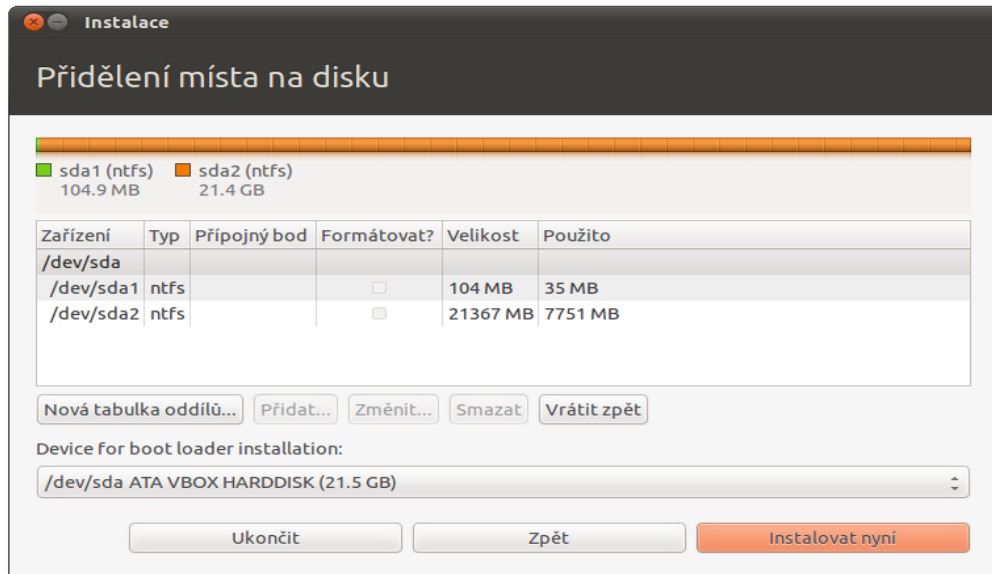 Instalace
Přidělení místa na disku
sda1 (ntfs) sda2 (ntfs)
104.9 MB 21.4 GB
Zařízení Typ Přípojný bod Formátovat? Velikost Použito
/dev/sda
/dev/sda1 ntfs 104 MB 35 MB
/dev/sda2 ntfs 21367 MB 7751 MB
Nová tabulka oddílů... Přidat... Změnit... Smazat Vrátit zpět
Device for boot loader installation:
/dev/sda ATA VBOX HARDDISK (21.5 GB)
Ukončit Zpět Instalovat nyní